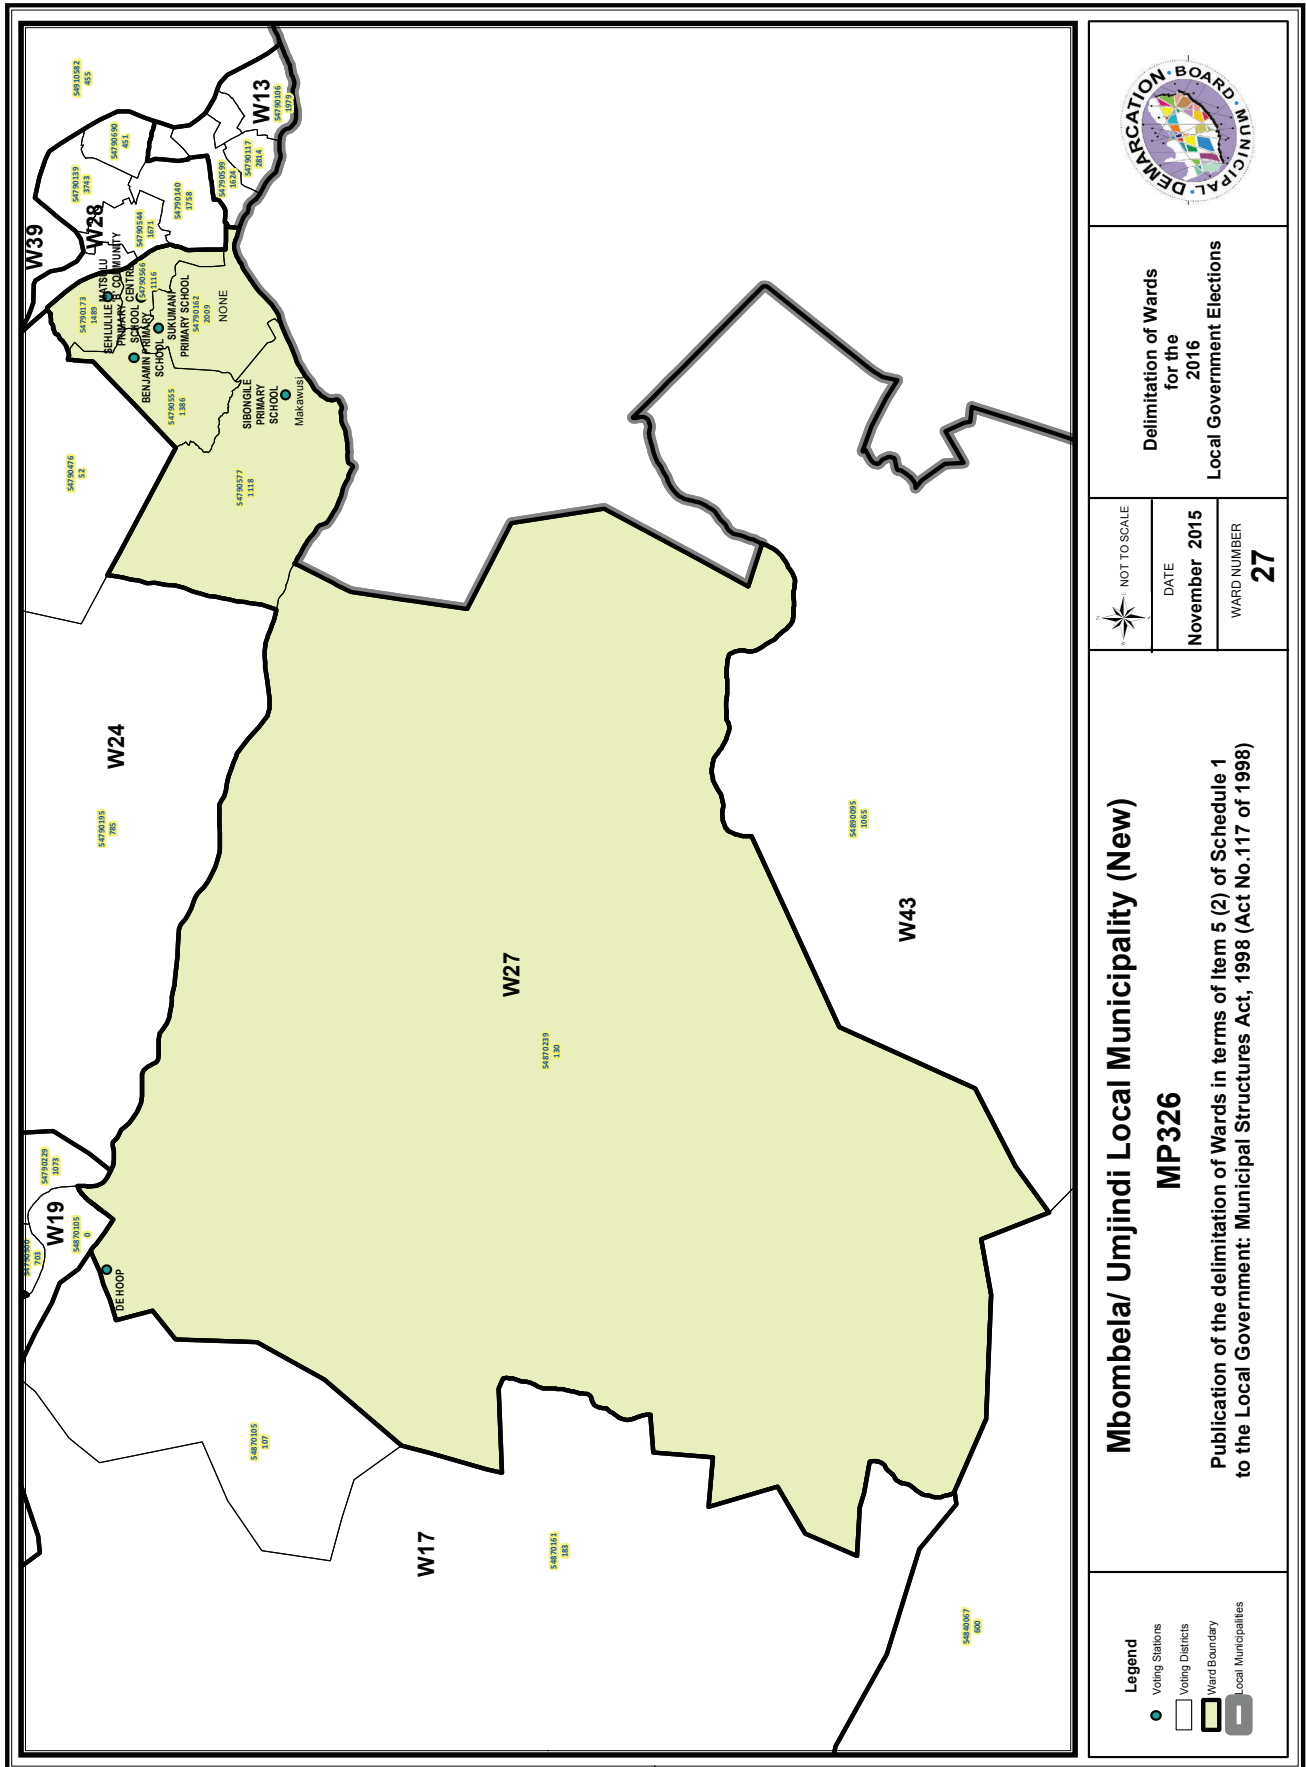 W39
W28
W13
W24
W19
W27
W43
W17
54910582
455
54790690
451
54790139
3743
54790106
1979
54790117
2814
54790599
1624
54790140
1758
54790544
1671
54790566
1116
54790173
1489
54790162
2009
NONE
MATSULU
'B' COMMUNITY
CENTRE
SEHLULILE
PRIMARY
SCHOOL
BENJAMIN PRIMARY
SCHOOL
SUKUMANI
PRIMARY SCHOOL
SIBONGILE
PRIMARY
SCHOOL
Makawusi
54790555
1386
54790476
52
54790577
1118
54790195
785
54890095
1065
54870239
130
54790229
1073
54870105
0
703
DE HOOP
54870105
107
54870161
183
54840067
600
Legend
Voting Stations
Voting Districts
Ward Boundary
Local Municipalities
Mbombela/ Umjindi Local Municipality (New)
MP326
Publication of the delimitation of Wards in terms of Item 5 (2) of Schedule 1
to the Local Government: Municipal Structures Act, 1998 (Act No.117 of 1998)
N
E
S
W
NOT TO SCALE
DATE
November 2015
WARD NUMBER
27
Delimitation of Wards
for the
2016
Local Government Elections
MUNICIPAL • DEMARCATION • BOARD •